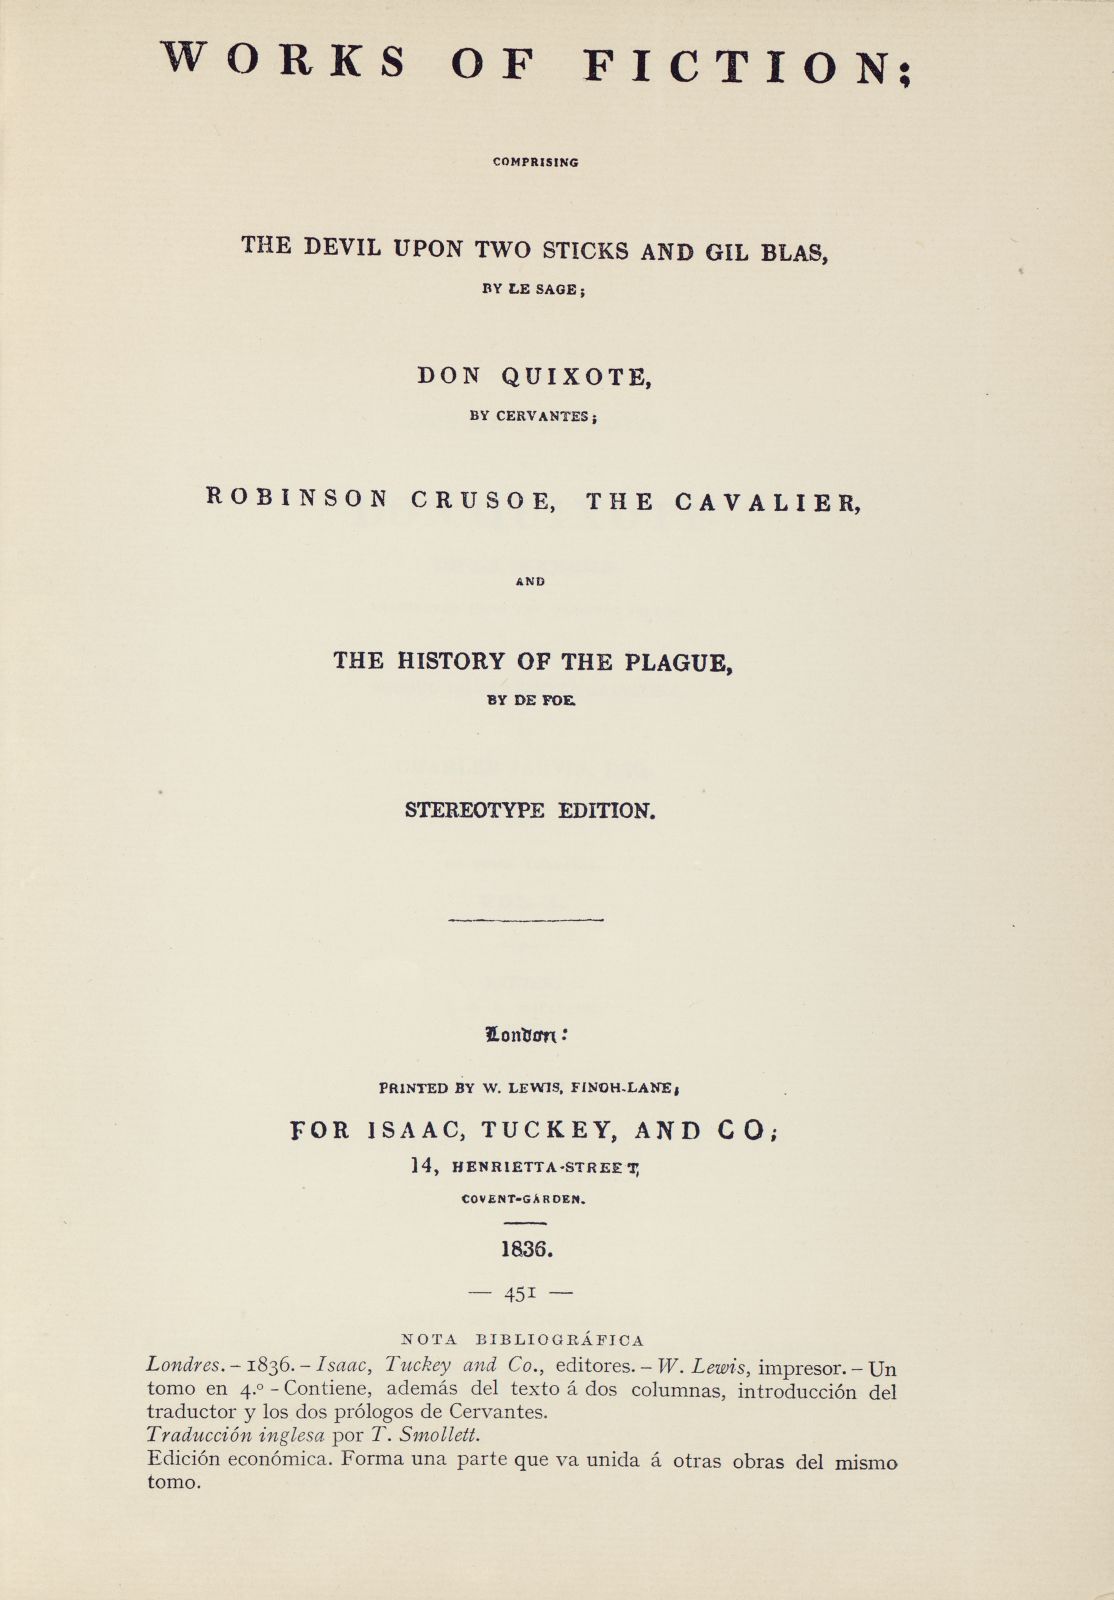 WORKS OF FICTION;
COMPRISING
THE DEVIL UPON TWO STICKS AND GIL BLAS,
BY LE SAGE;
DON QUIXOTE,
BY CERVANTES;
ROBINSON CRUSOE, THE CAVALIER,
AND
THE HISTORY OF THE PLAGUE,
BY DE FOE.
STEREOTYPE EDITION.
London:
PRINTED BY W. LEWIS, FINCH-LANE;
FOR ISAAC, TUCKEY, AND CO;
14, HENRIETTA-STREET,
COVENT-GARDEN.
1836.
— 451 —
NOTA BIBLIOGRÁFICA
Londres. – 1836. – Isaac, Tuckey and Co., editores. – W. Lewis, impresor. – Un
tomo en 4.º – Contiene, además del texto á dos columnas, introducción del
traductor y los dos prólogos de Cervantes.
Traducción inglesa por T. Smollett.
Edición económica. Forma una parte que va unida á otras obras del mismo
tomo.